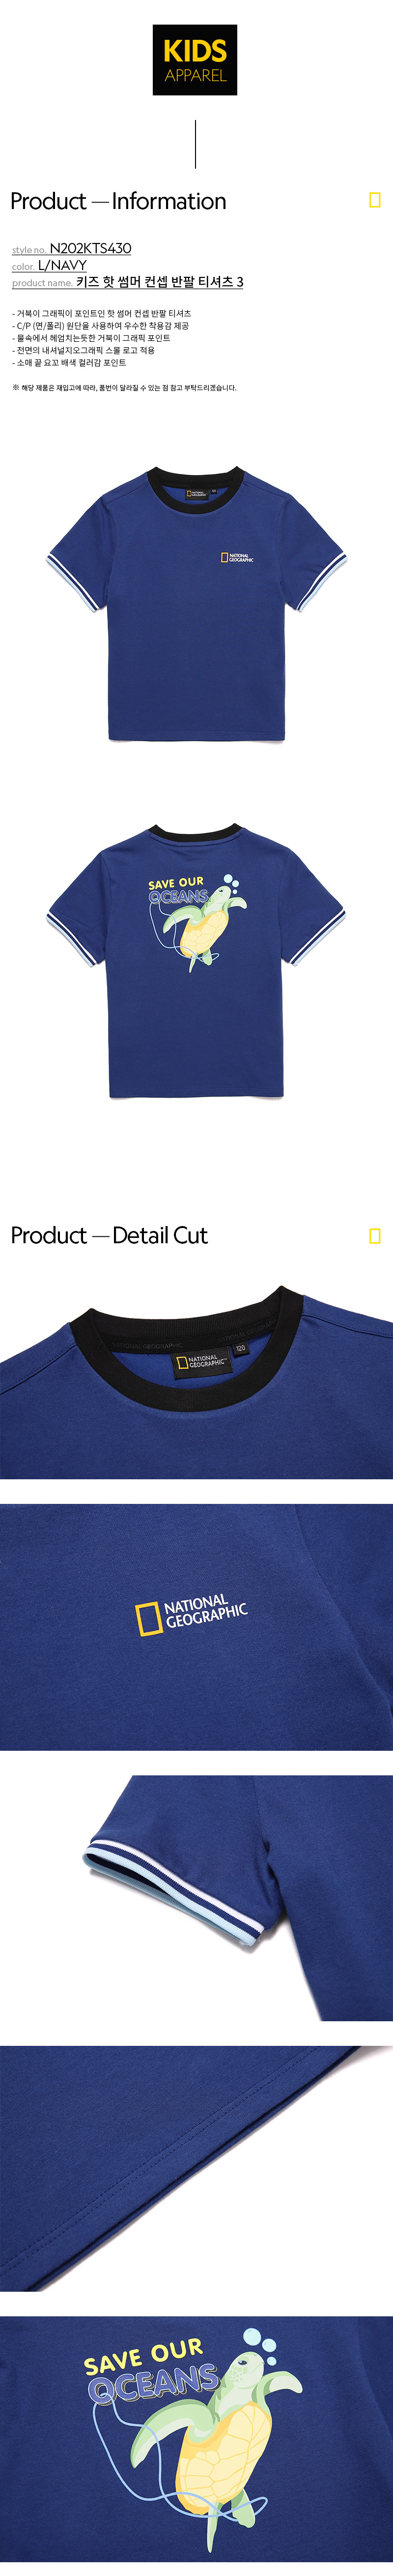 KIDS
APPAREL
Product — Information
style no. N202KTS430
color. L/NAVY
product name. 키즈 핫 썸머 컨셉 반팔 티셔츠 3
- 거북이 그래픽이 포인트인 핫 썸머 컨셉 반팔 티셔츠
- C/P (면/폴리) 원단을 사용하여 우수한 착용감 제공
- 물속에서 헤엄치는듯한 거북이 그래픽 포인트
- 전면의 내셔널지오그래픽 스몰 로고 적용
- 소매 끝 요꼬 배색 컬러감 포인트
※ 해당 제품은 재입고에 따라, 품번이 달라질 수 있는 점 참고 부탁드리겠습니다.
NATIONAL
GEOGRAPHIC
NATIONAL
GEOGRAPHIC
SAVE OUR
OCEANS
Product — Detail Cut
NATIONAL GEOGRAPHIC
NATIONAL GEOGRAPHIC
NATIONAL
GEOGRAPHIC
120
NATIONAL
GEOGRAPHIC
SAVE OUR
OCEANS